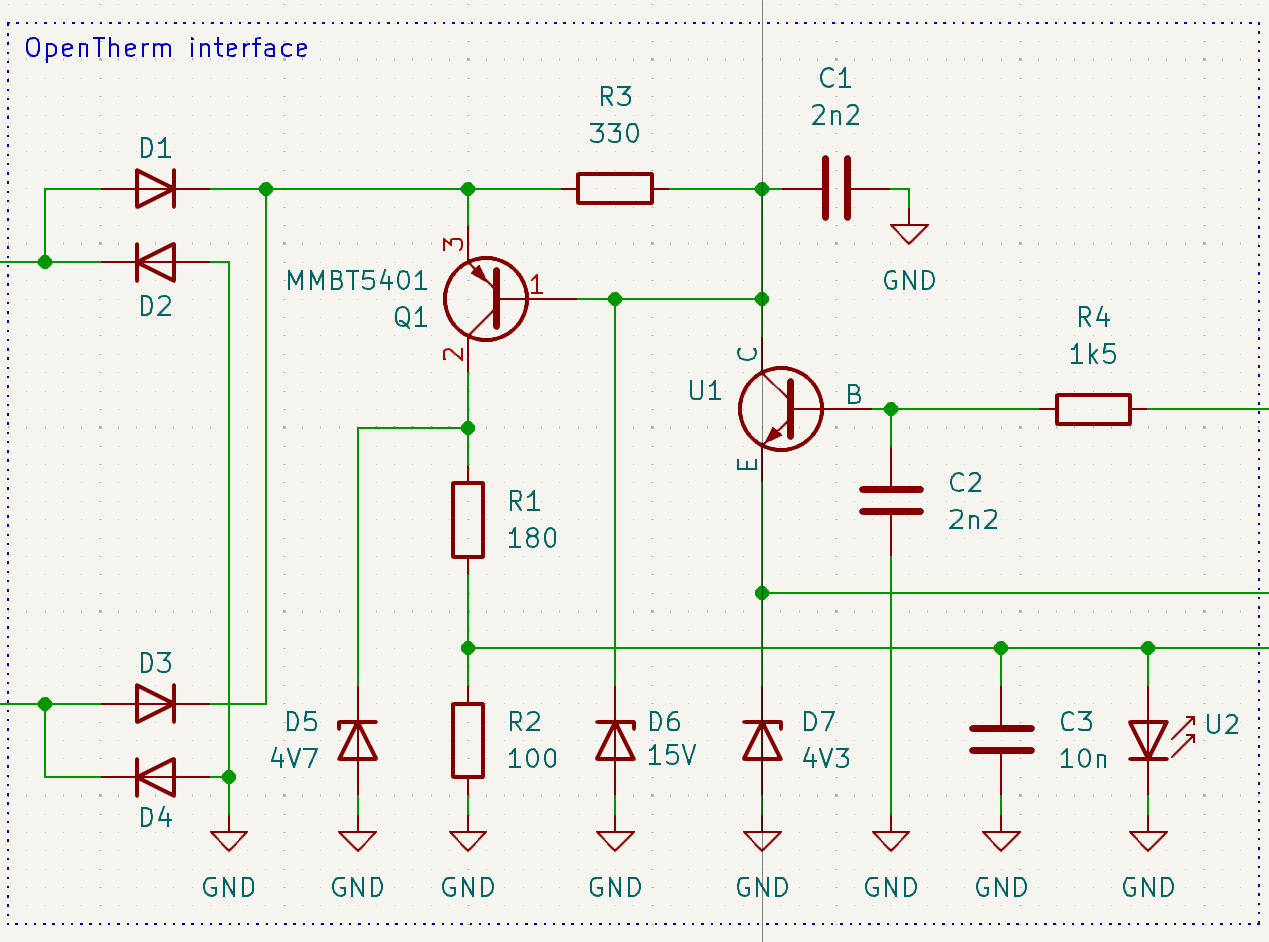 OpenTherm interface
C1
2n2
R3
330
D1
GND
D2
MMBT5401
Q1
3
1
2
R4
1k5
U1
C
B
E
R1
180
C2
2n2
D3
D4
D5
4V7
R2
100
D6
15V
D7
4V3
C3
10n
U2
GND
GND
GND
GND
GND
GND
GND
GND